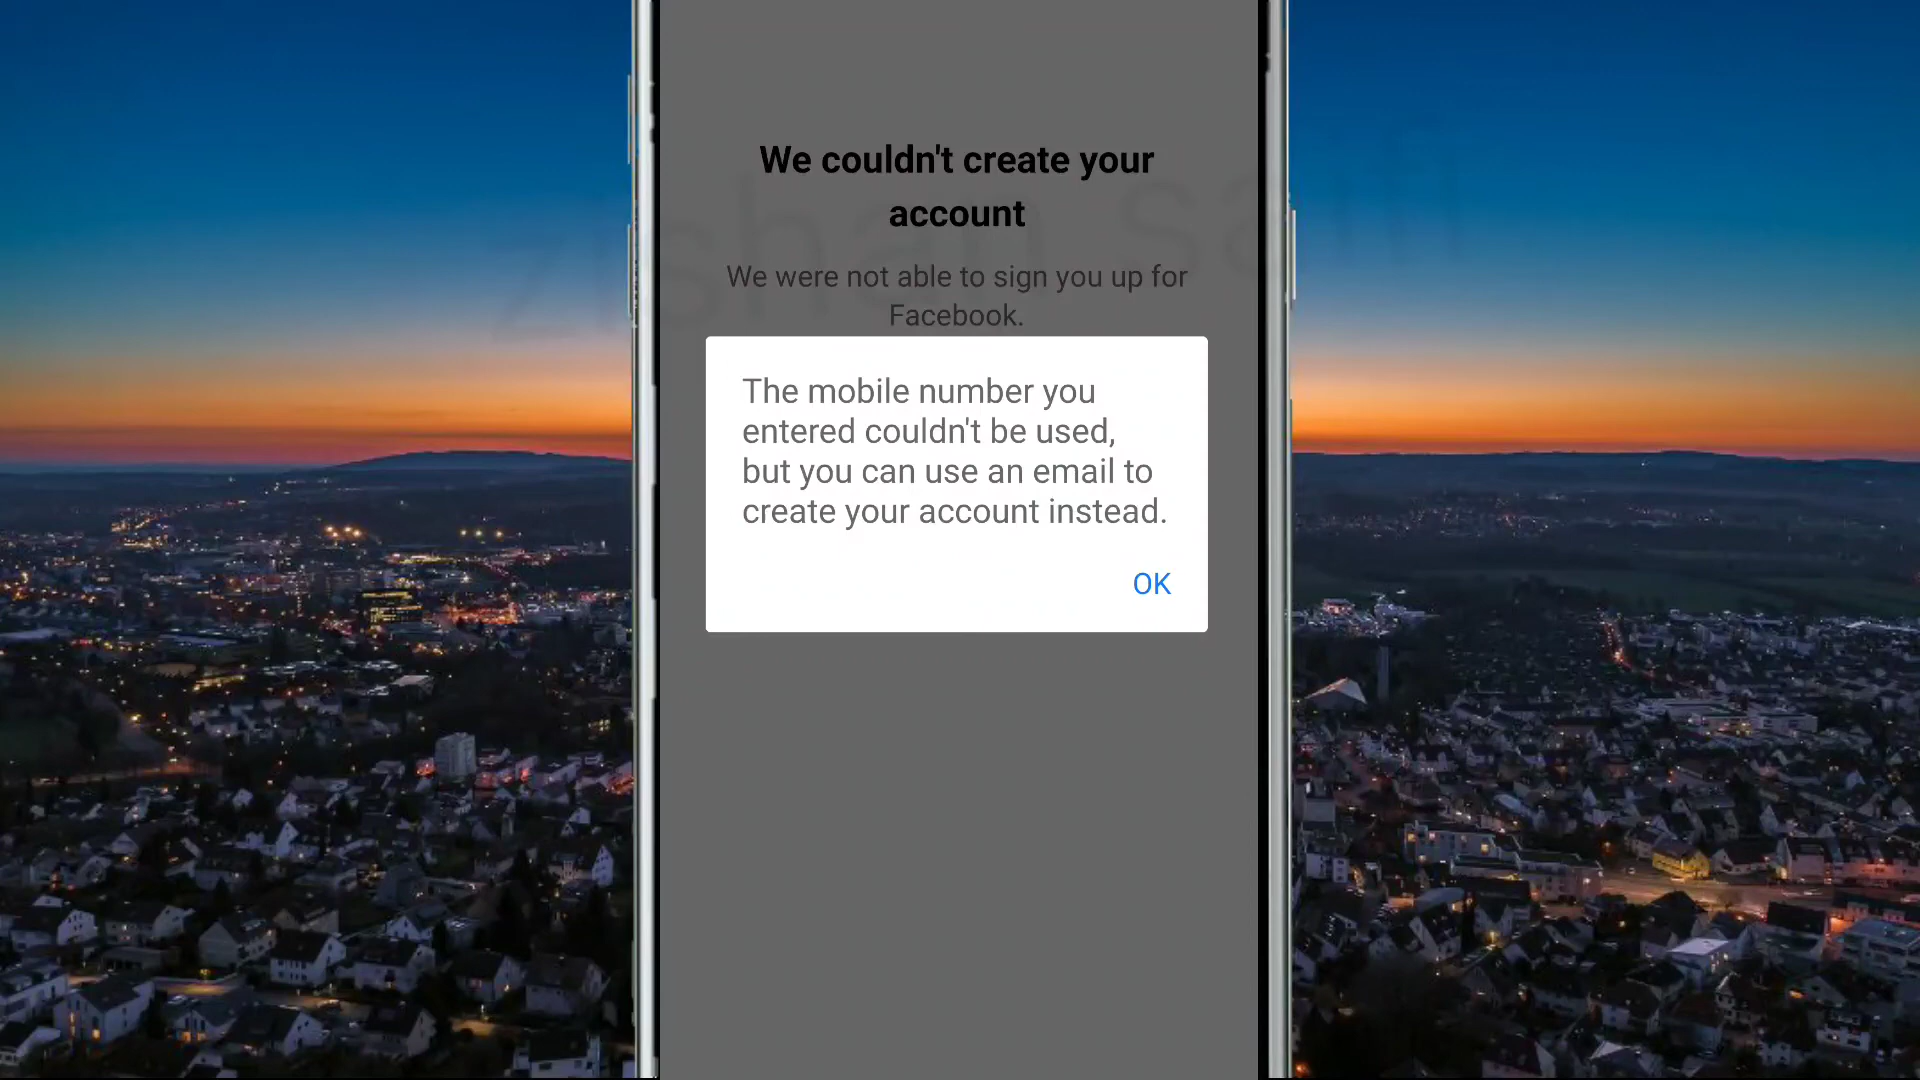 We couldn't create your
account
We were not able to sign you up for
Facebook.
The mobile number you
entered couldn't be used,
but you can use an email to
create your account instead.
OK